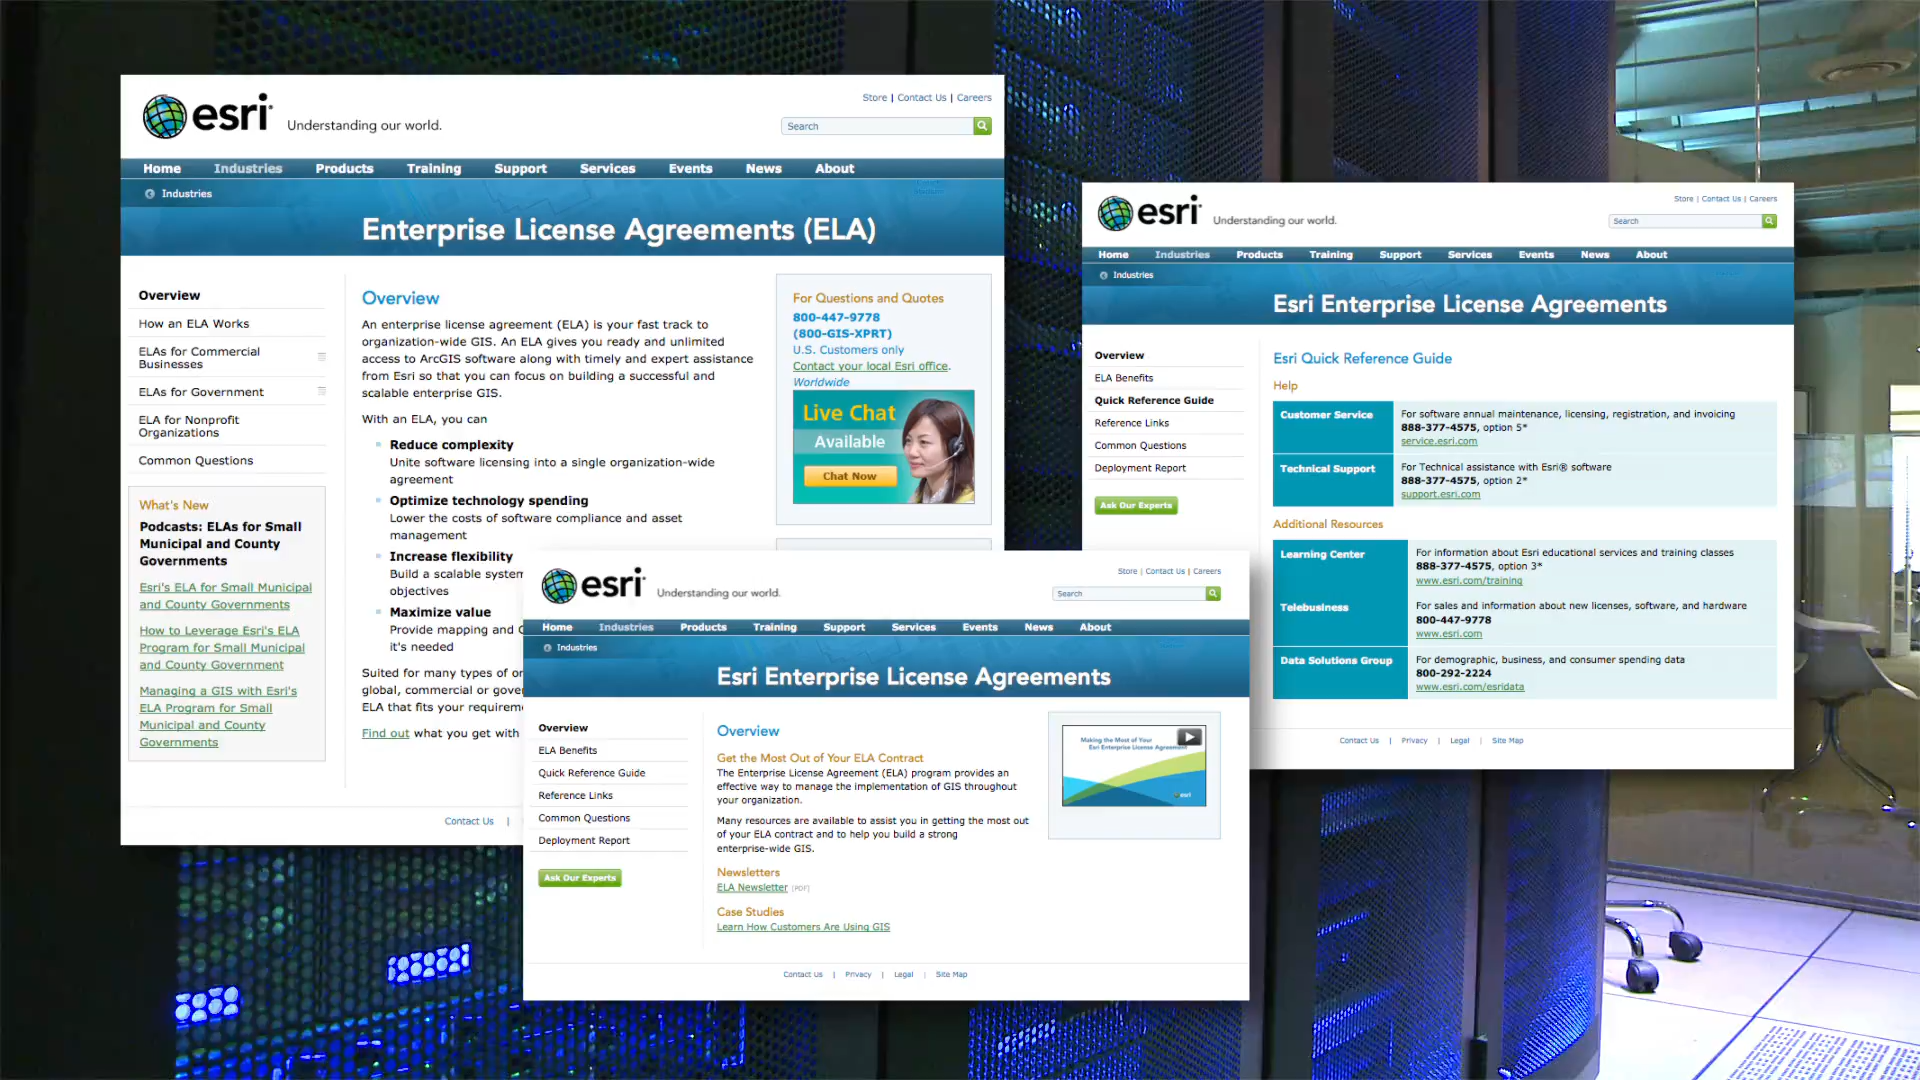 esri
Understanding our world.
Store | Contact Us | Careers
Search
Home Industries Products Training Support Services Events News About
Industries
Enterprise License Agreements (ELA)
Overview
How an ELA Works
ELAs for Commercial
Businesses
ELAs for Government
ELA for Nonprofit
Organizations
Common Questions
What's New
Podcasts: ELAs for Small
Municipal and County
Governments
Esri's ELA for Small Municipal
and County Governments
How to Leverage Esri's ELA
Program for Small Municipal
and County Government
Managing a GIS with Esri's
ELA Program for Small
Municipal and County
Governments
Overview
An enterprise license agreement (ELA) is your fast track to
organization-wide GIS. An ELA gives you ready and unlimited
access to ArcGIS software along with timely and expert assistance
from Esri so that you can focus on building a successful and
scalable enterprise GIS.
With an ELA, you can
Reduce complexity
Unite software licensing into a single organization-wide
agreement
Optimize technology spending
Lower the costs of software compliance and asset
management
Increase flexibility
Build a scalable system
objectives
Maximize value
Provide mapping and
it's needed
Suited for many types of
global, commercial or
ELA that fits your
Find out what you get with
Contact Us |
For Questions and Quotes
800-447-9778
(800-GIS-XPRT)
U.S. Customers only
Contact your local Esri office.
Worldwide
Live Chat
Available
Chat Now
esri
Understanding our world.
Store | Contact Us | Careers
Search
Home Industries Products Training Support Services Events News About
Industries
Esri Enterprise License Agreements
Overview
ELA Benefits
Quick Reference Guide
Reference Links
Common Questions
Deployment Report
Ask Our Experts
Overview
Get the Most Out of Your ELA Contract
The Enterprise License Agreement (ELA) program provides an
effective way to manage the implementation of GIS throughout
your organization.
Many resources are available to assist you in getting the most out
of your ELA contract and to help you build a strong
enterprise-wide GIS.
Newsletters
ELA Newsletter [PDF]
Case Studies
Learn How Customers Are Using GIS
Making the Most of Your
Esri Enterprise License Agreement
esri
Contact Us | Privacy | Legal | Site Map
esri
Understanding our world.
Store | Contact Us | Careers
Search
Home Industries Products Training Support Services Events News About
Industries
Esri Enterprise License Agreements
Overview
ELA Benefits
Quick Reference Guide
Reference Links
Common Questions
Deployment Report
Ask Our Experts
Esri Quick Reference Guide
Help
Customer Service
For software annual maintenance, licensing, registration, and invoicing
888-377-4575, option 5*
service.esri.com
Technical Support
For Technical assistance with Esri® software
888-377-4575, option 2*
support.esri.com
Additional Resources
Learning Center
For information about Esri educational services and training classes
888-377-4575, option 3*
www.esri.com/training
Telebusiness
For sales and information about new licenses, software, and hardware
800-447-9778
www.esri.com
Data Solutions Group
For demographic, business, and consumer spending data
800-292-2224
www.esri.com/esridata
Contact Us | Privacy | Legal | Site Map